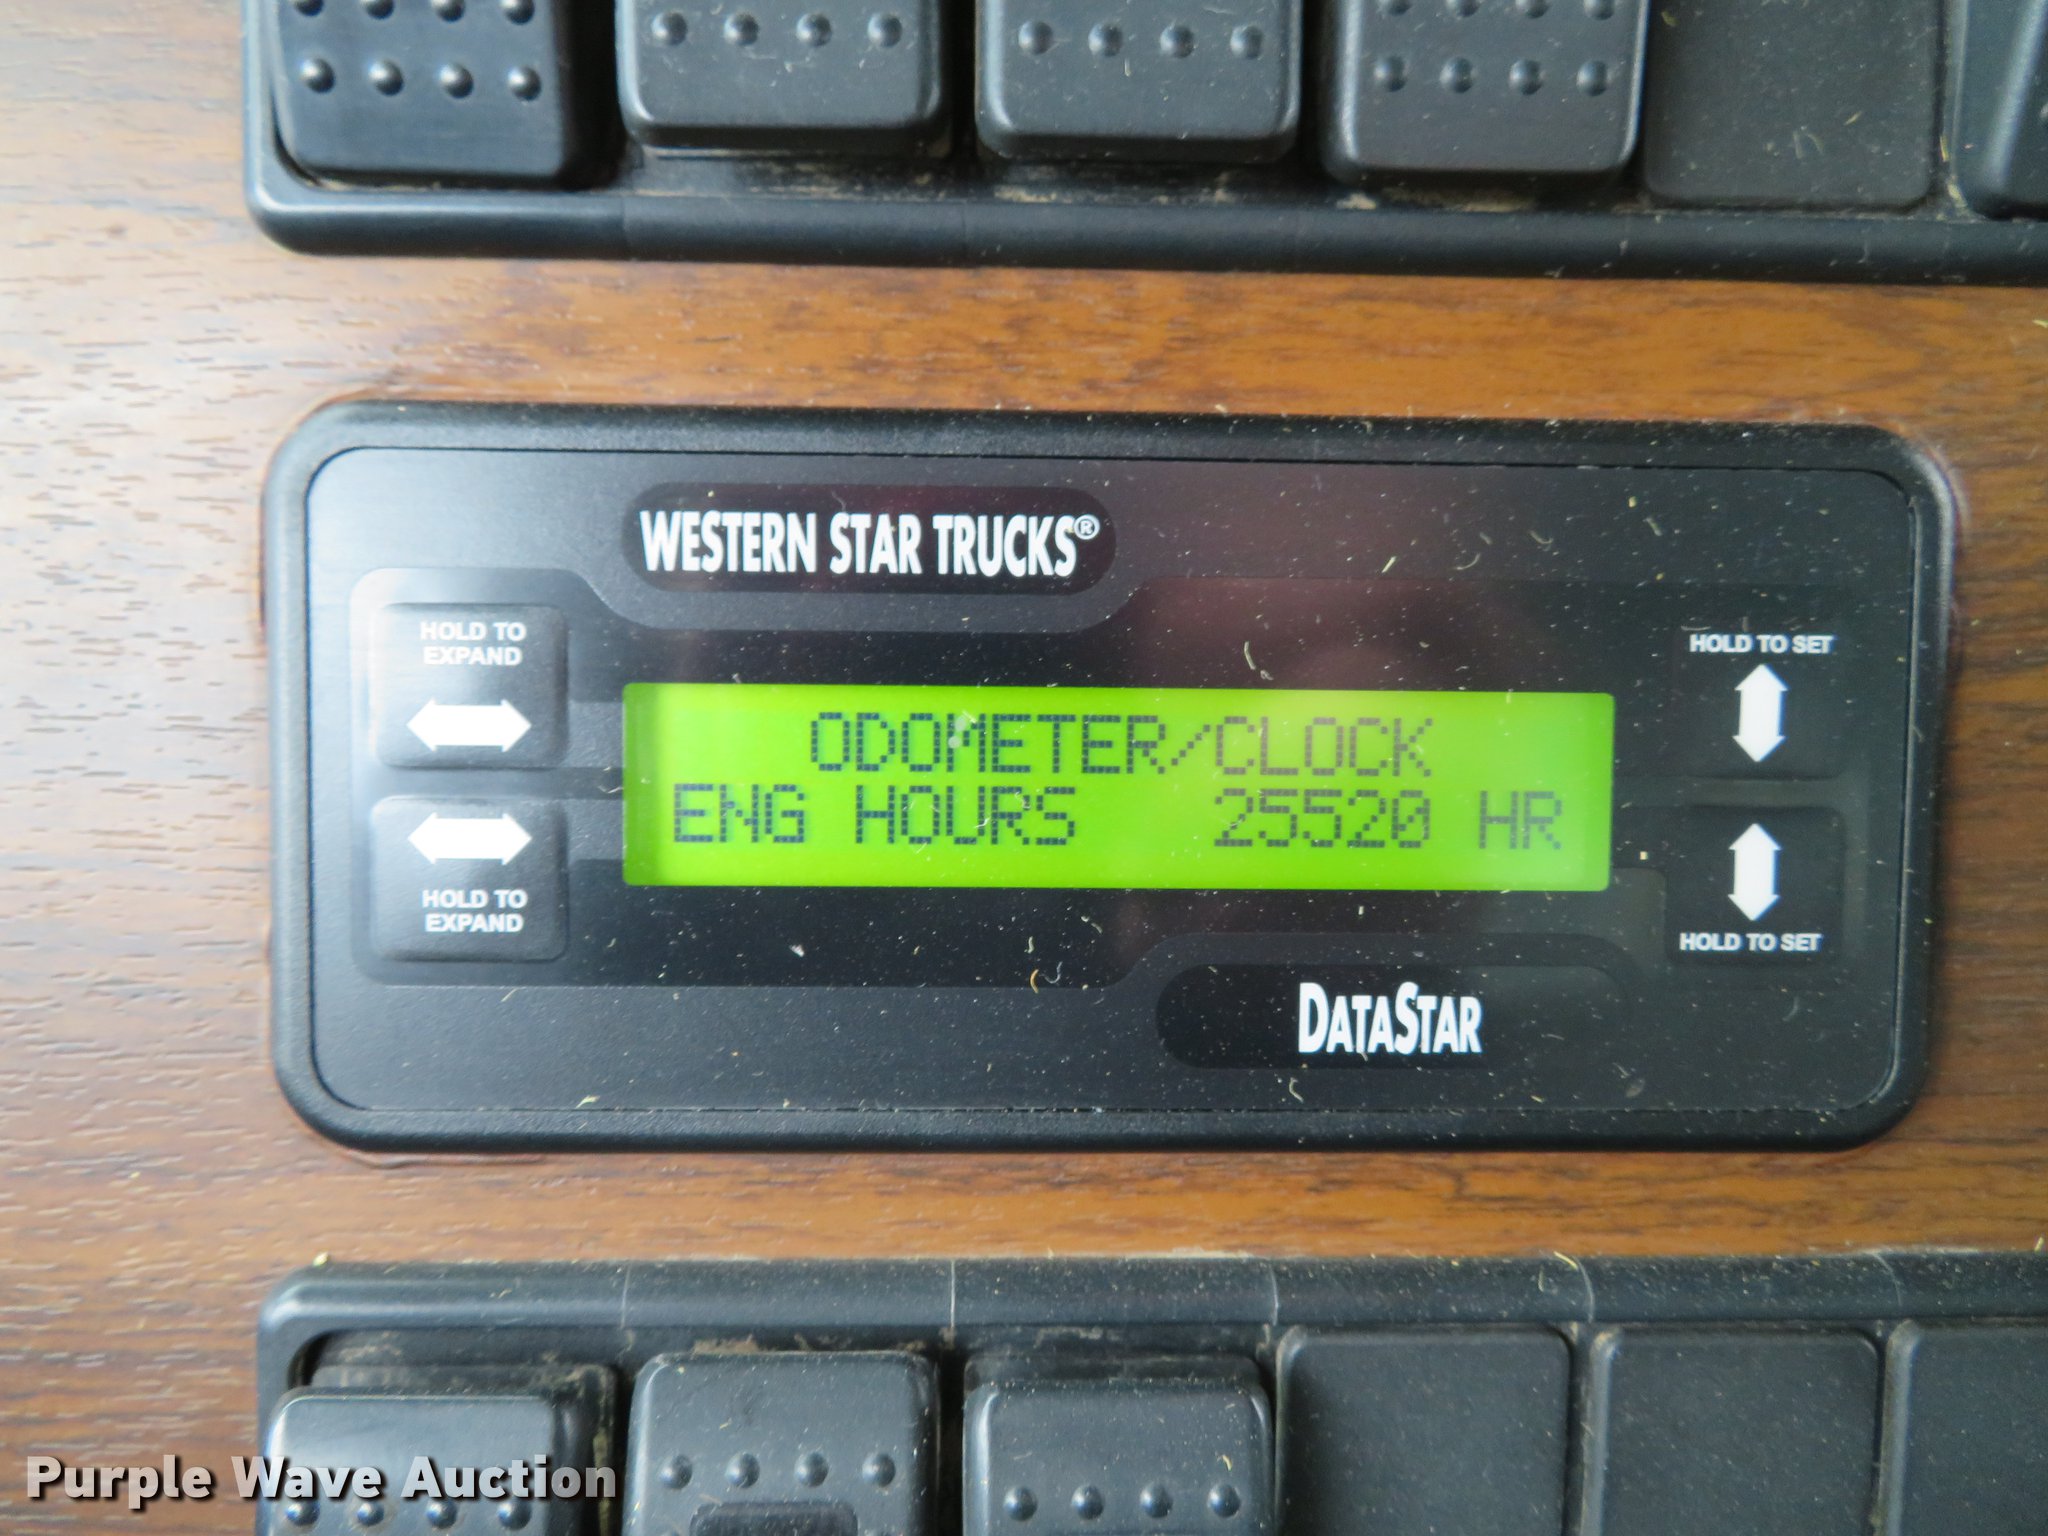 WESTERN STAR TRUCKS®
HOLD TO
EXPAND
HOLD TO SET
ODOMETER/CLOCK
ENG HOURS 25520 HR
HOLD TO
EXPAND
HOLD TO SET
DATASTAR
Purple Wave Auction